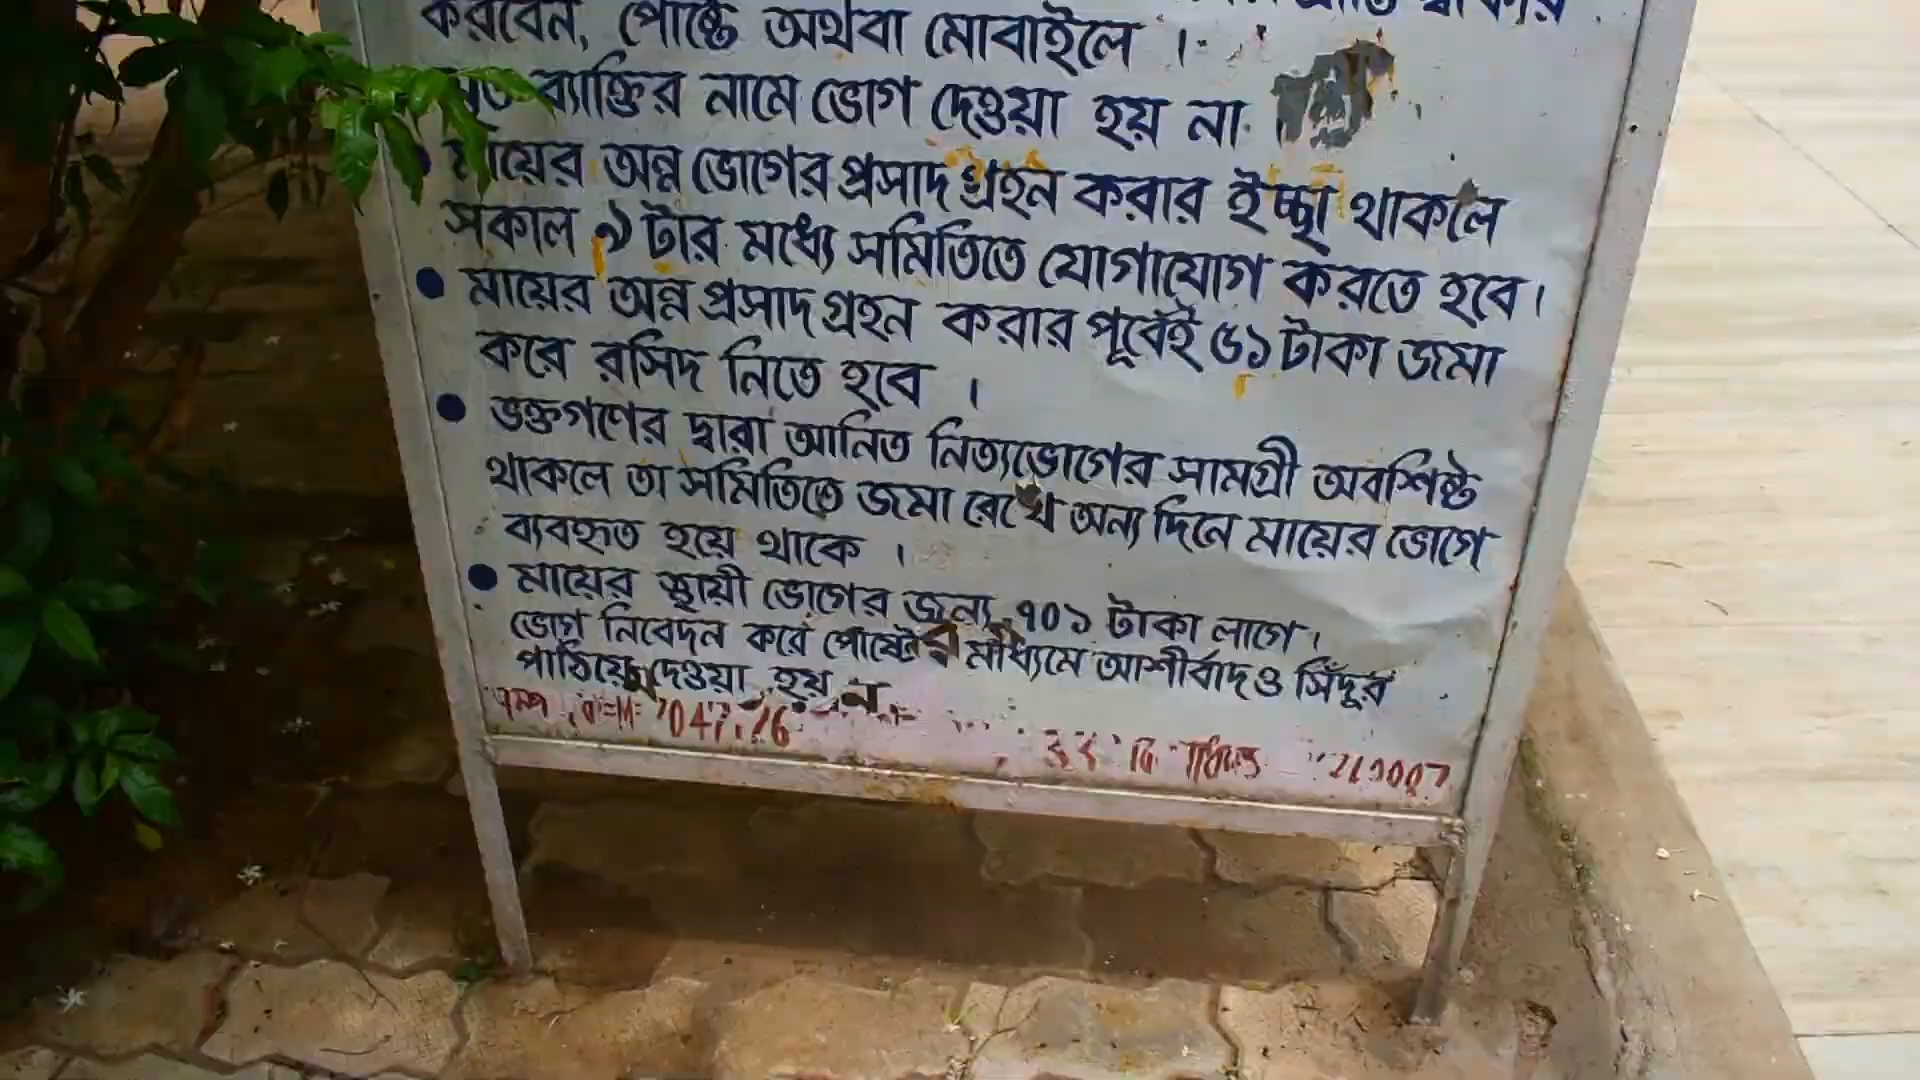 করবেন, পোষ্টে অথবা মোবাইলে ।
ব্যাক্তির নামে ভোগ দেওয়া হয় না
মায়ের অন্ন ভোগের প্রসাদ গ্রহন করার ইচ্ছা থাকলে
সকাল ৯ টার মধ্যে সমিতিতে যোগাযোগ করতে হবে।
● মায়ের অন্ন প্রসাদ গ্রহন করার পূর্বেই ৫১ টাকা জমা
করে রসিদ নিতে হবে ।
● ভক্তগণের দ্বারা আনিত নিত্যভোগের সামগ্রী অবশিষ্ট
থাকলে তা সমিতিতে জমা রেখে অন্য দিনে মায়ের ভোগে
ব্যবহৃত হয়ে থাকে ।
● মায়ের স্থায়ী ভোগের জন্য ৭০১ টাকা লাগে।
ভোগ নিবেদন করে পোষ্টের মাধ্যমে আশীর্বাদ ও সিঁদুর
পাঠিয়ে দেওয়া হয়